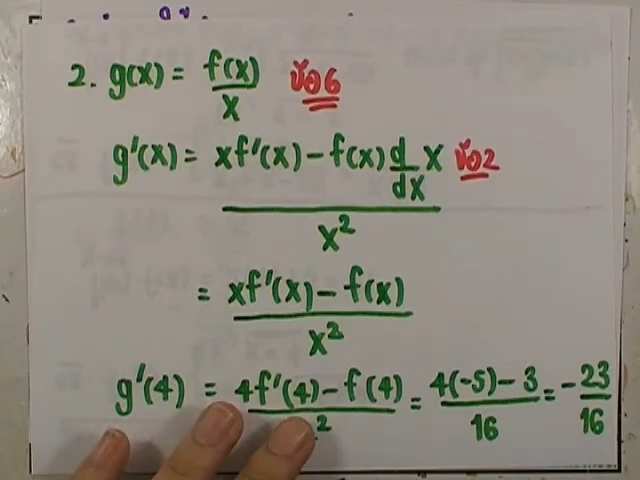 2. g(x) = f(x)/x ข้อ6
g'(x) = xf'(x) - f(x) d/dx x ข้อ2
x²
= xf'(x) - f(x)
x²
g'(4) = 4f'(4) - f(4) = 4(-5) - 3 = -23
² 16 16